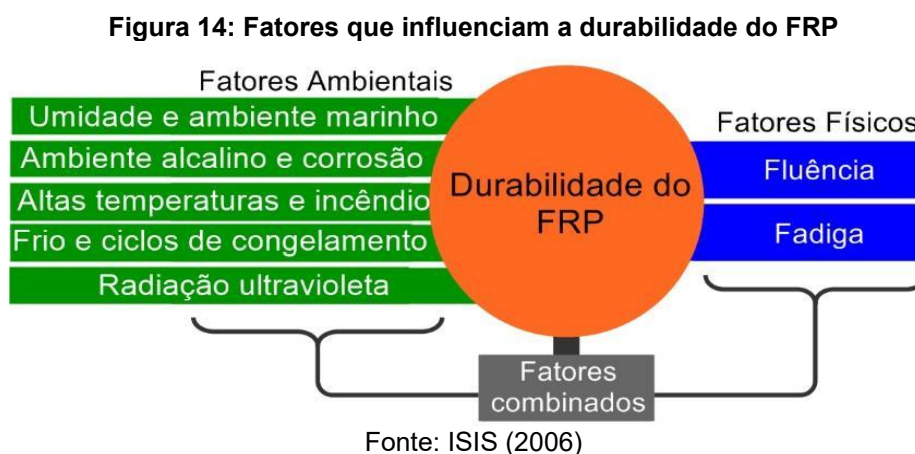 Figura 14: Fatores que influenciam a durabilidade do FRP
Fatores Ambientais
Umidade e ambiente marinho
Ambiente alcalino e corrosão
Altas temperaturas e incêndio
Frio e ciclos de congelamento
Radiação ultravioleta
Durabilidade do
FRP
Fatores Físicos
Fluência
Fadiga
Fatores
combinados
Fonte: ISIS (2006)